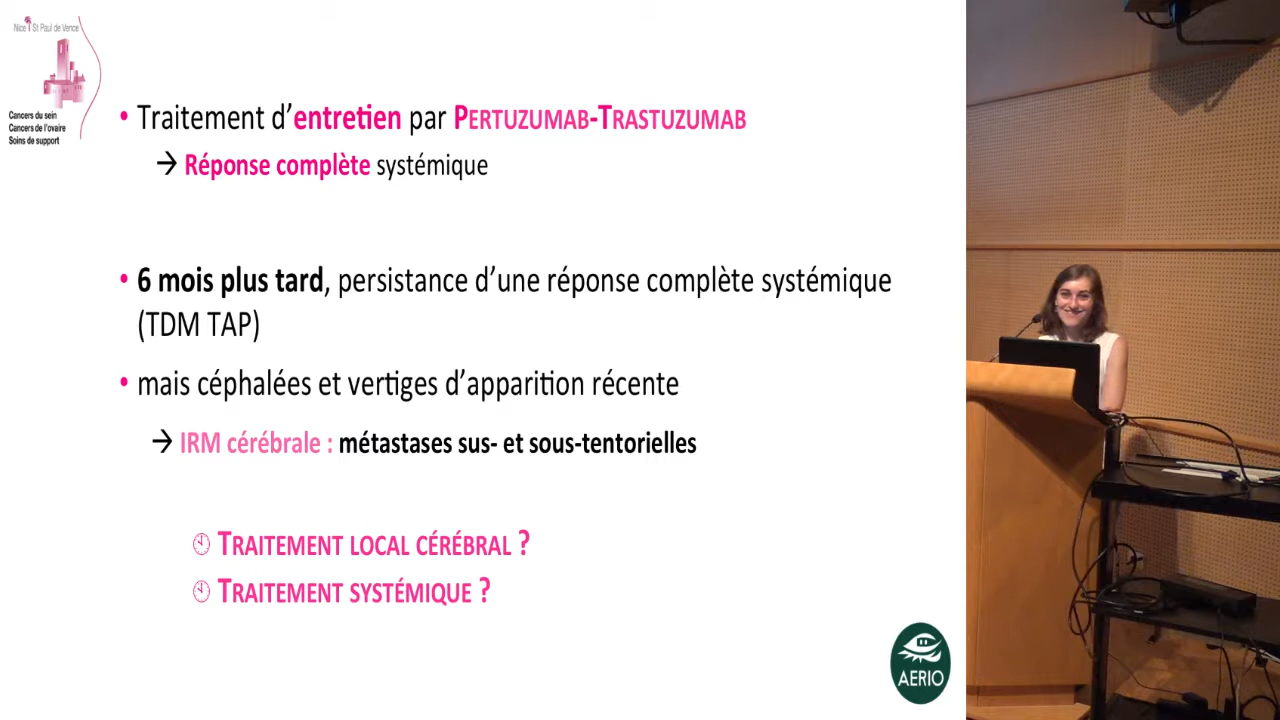 Nice St Paul de Vence
Cancers du sein
Cancers de l'ovaire
Soins de support
• Traitement d'entretien par PERTUZUMAB-TRASTUZUMAB
→ Réponse complète systémique
• 6 mois plus tard, persistance d'une réponse complète systémique
(TDM TAP)
• mais céphalées et vertiges d'apparition récente
→ IRM cérébrale : métastases sus- et sous-tentorielles
TRAITEMENT LOCAL CÉRÉBRAL ?
TRAITEMENT SYSTÉMIQUE ?
AERIO